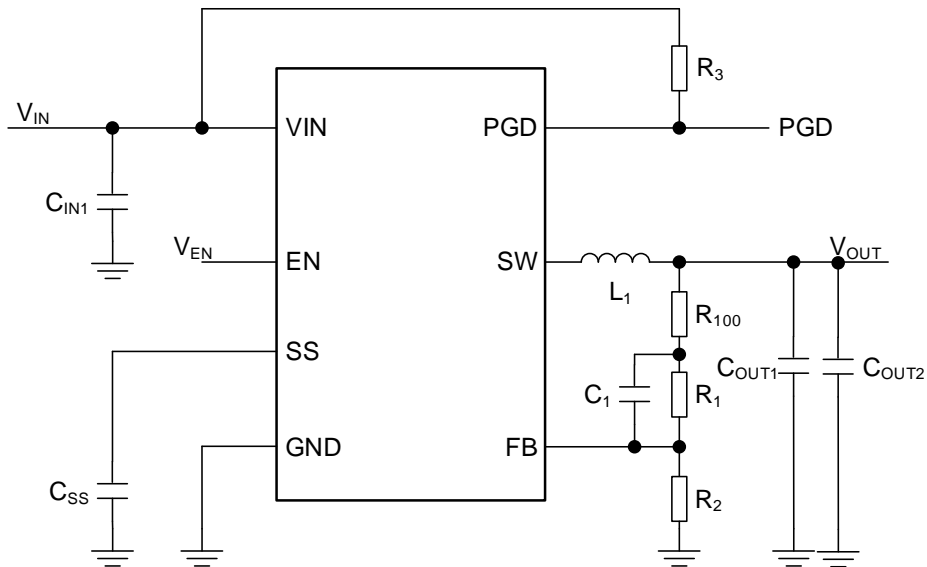 R3
VIN
VIN
PGD
PGD
CIN1
VEN
EN
SW
L1
VOUT
R100
SS
C1
R1
COUT1
COUT2
GND
FB
CSS
R2